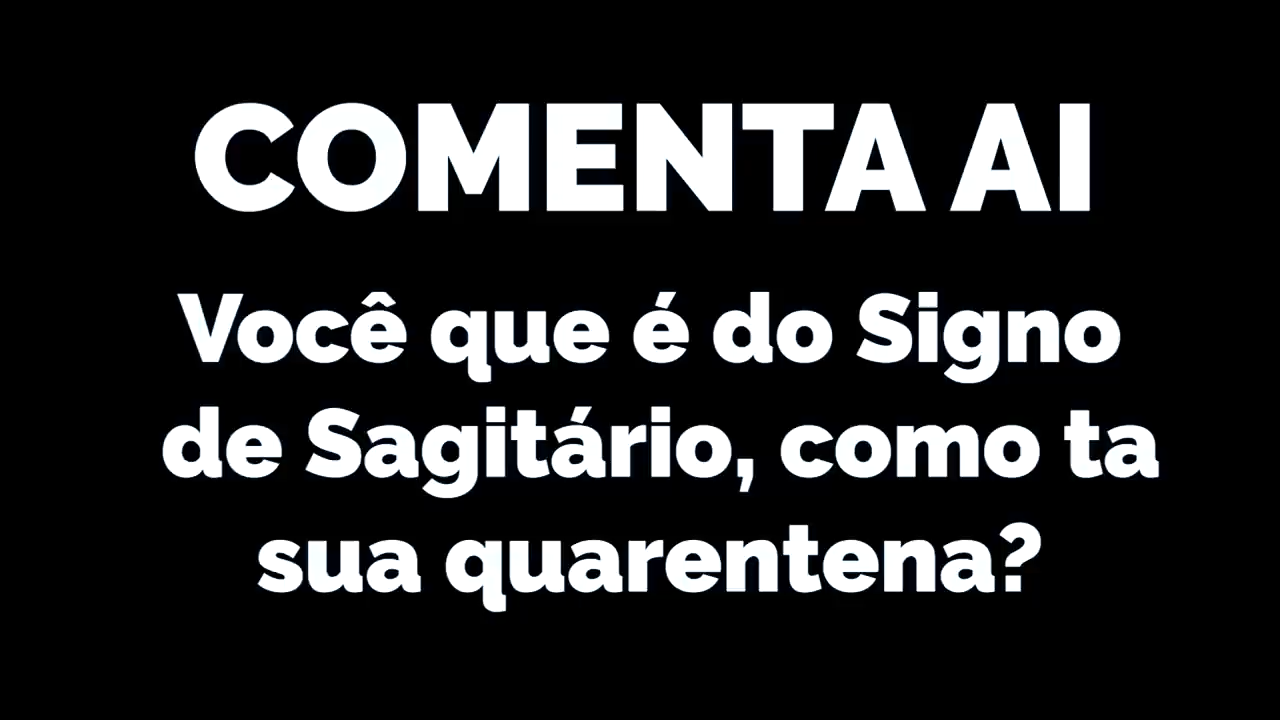 COMENTA AI
Você que é do Signo
de Sagitário, como ta
sua quarentena?